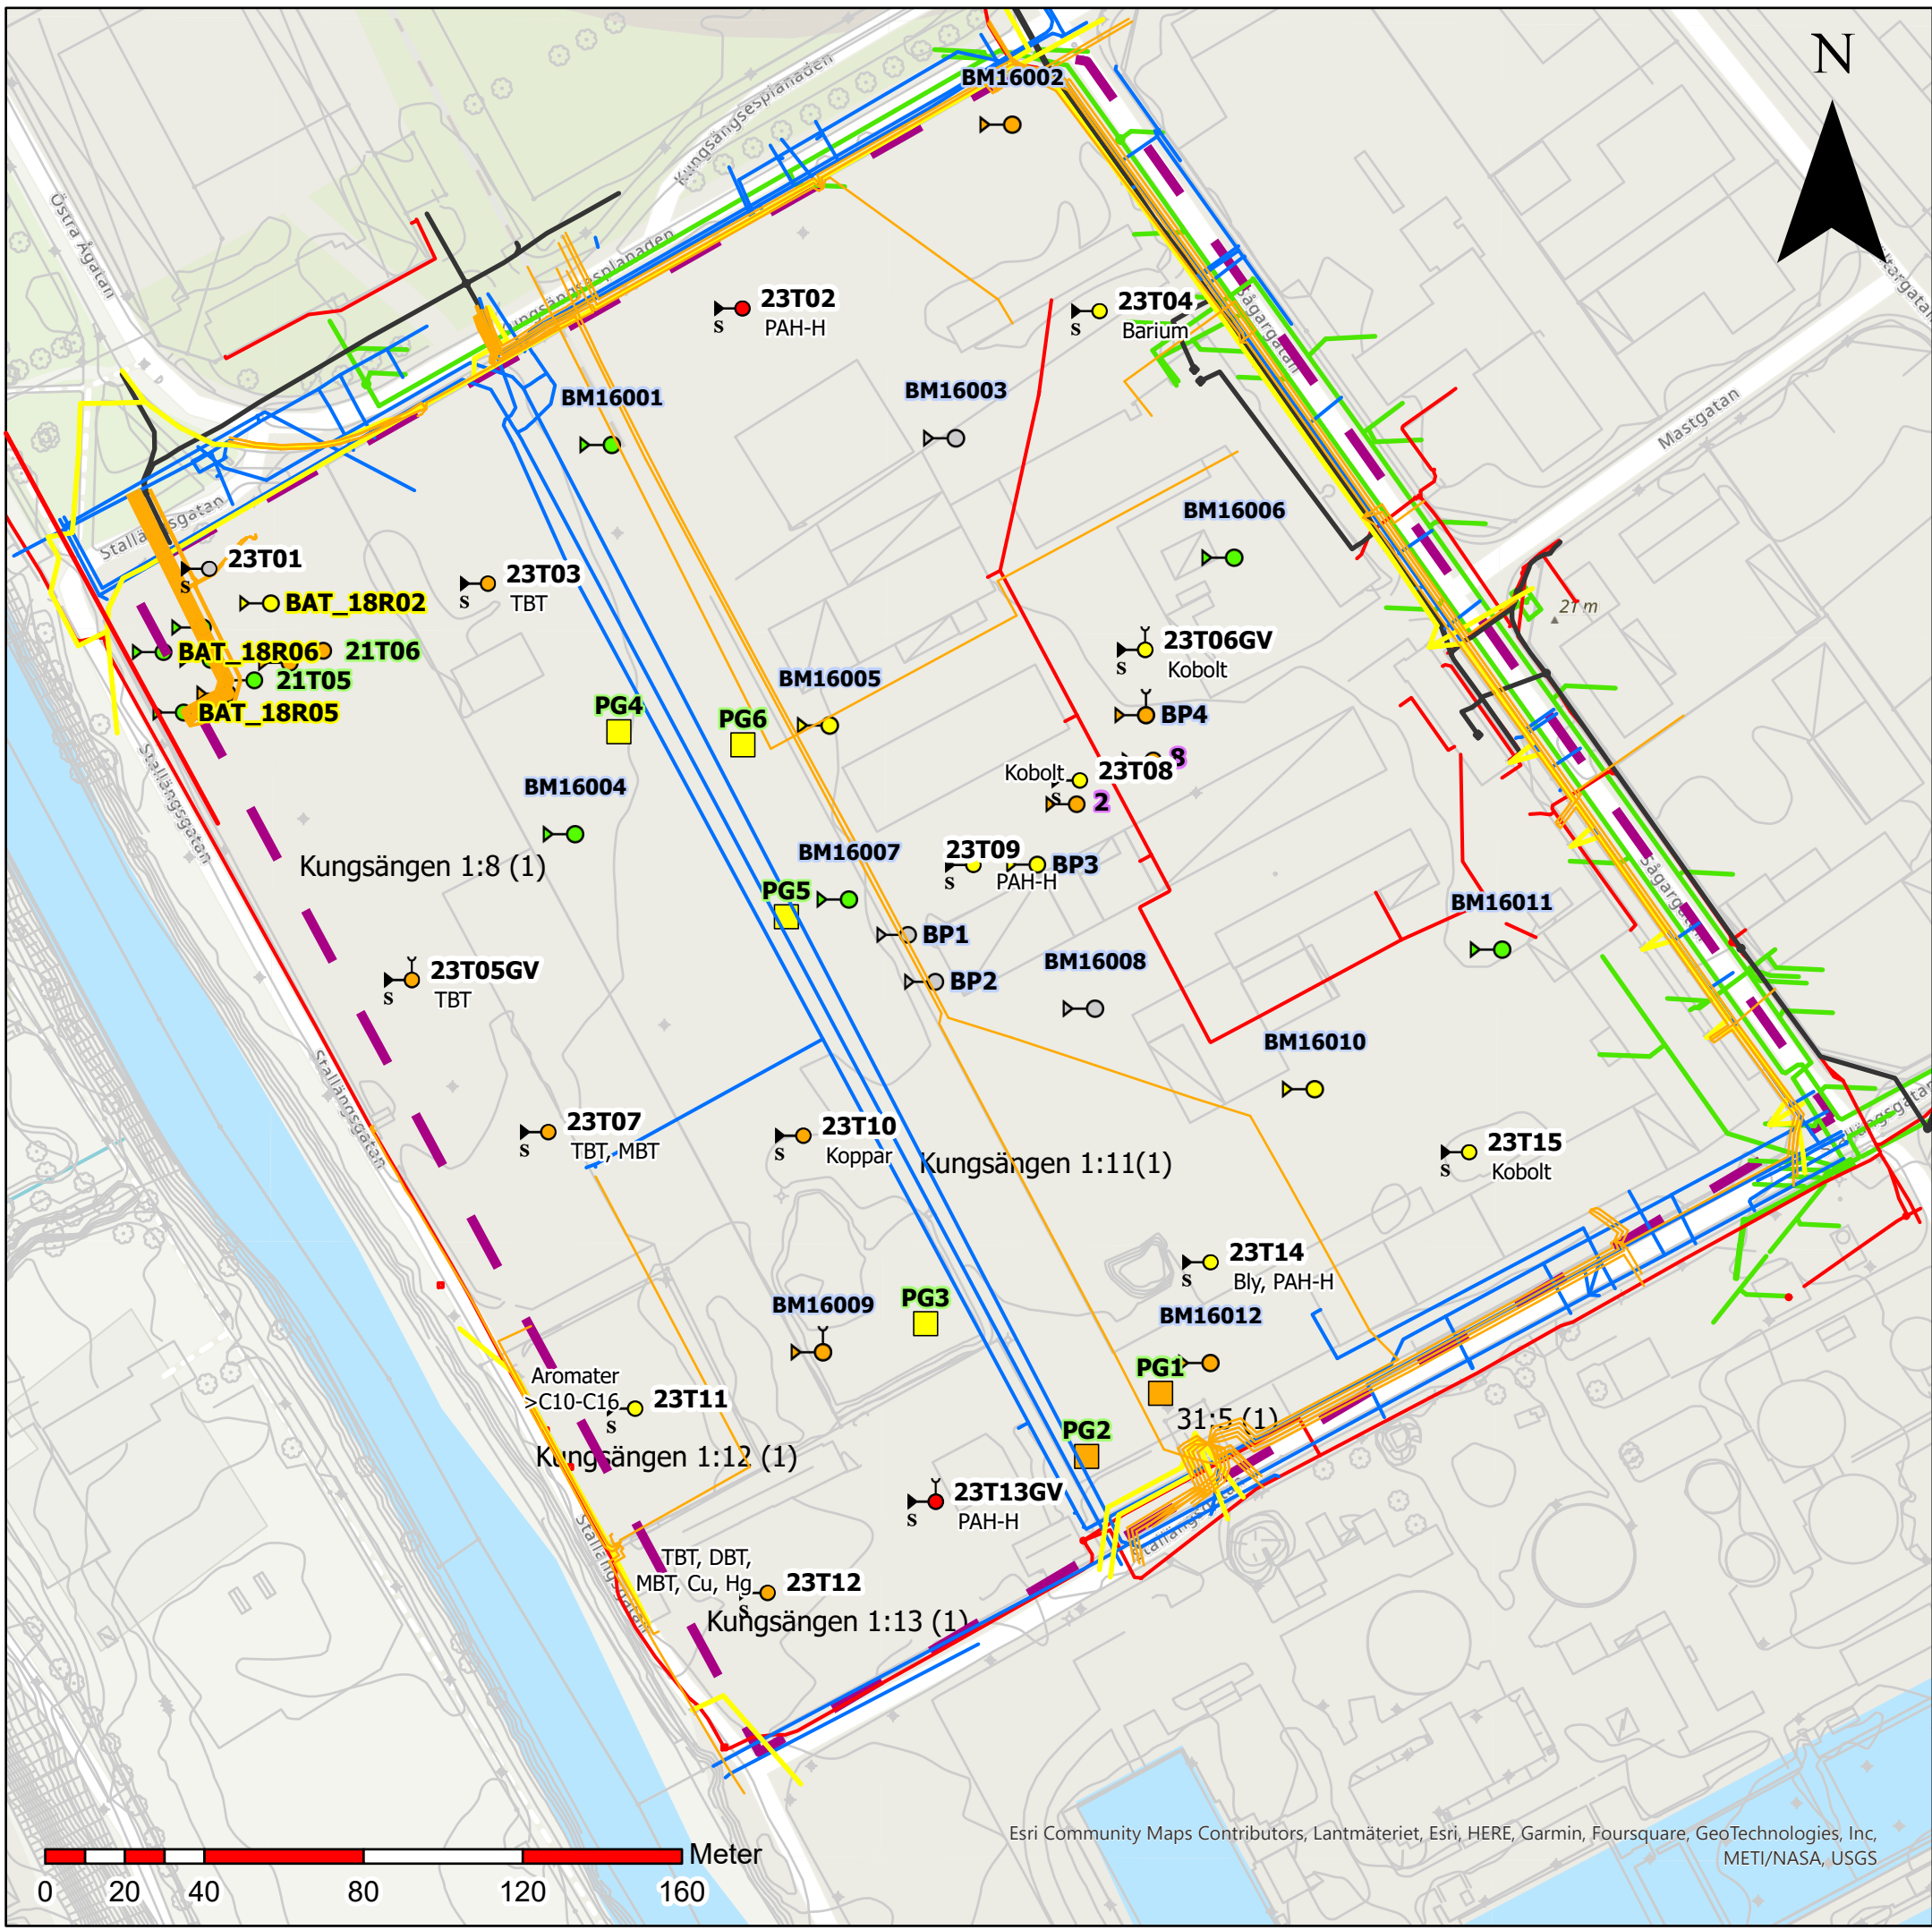 N
BM16002
Kungsängsesplanaden
Östra Ågatan
23T02
PAH-H
S
23T04
Barium
S
Sågargatan
BM16001
BM16003
Mastgatan
BM16006
Stallängsgatan
23T01
S
23T03
TBT
S
BAT_18R02
21 m
BAT_18R06
21T06
21T05
BAT_18R05
23T06GV
Kobolt
S
BM16005
PG4
PG6
BP4
8
Kobolt
23T08
S
2
Stallängsgatan
BM16004
Kungsängen 1:8 (1)
BM16007
23T09
PAH-H
S
BP3
PG5
BM16011
Sågargatan
BP1
BM16008
BP2
23T05GV
TBT
S
BM16010
Stallängsgatan
23T07
TBT, MBT
S
23T10
Koppar
S
Kungsängen 1:11(1)
23T15
Kobolt
S
Stallängsgatan
23T14
Bly, PAH-H
S
BM16009
PG3
BM16012
PG1
Aromater
>C10-C16
23T11
S
31:5 (1)
PG2
Kungsängen 1:12 (1)
23T13GV
PAH-H
S
Stallängsgatan
TBT, DBT,
MBT, Cu, Hg
23T12
S
Kungsängen 1:13 (1)
Esri Community Maps Contributors, Lantmäteriet, Esri, HERE, Garmin, Foursquare, GeoTechnologies, Inc,
METI/NASA, USGS
Meter
0 20 40 80 120 160